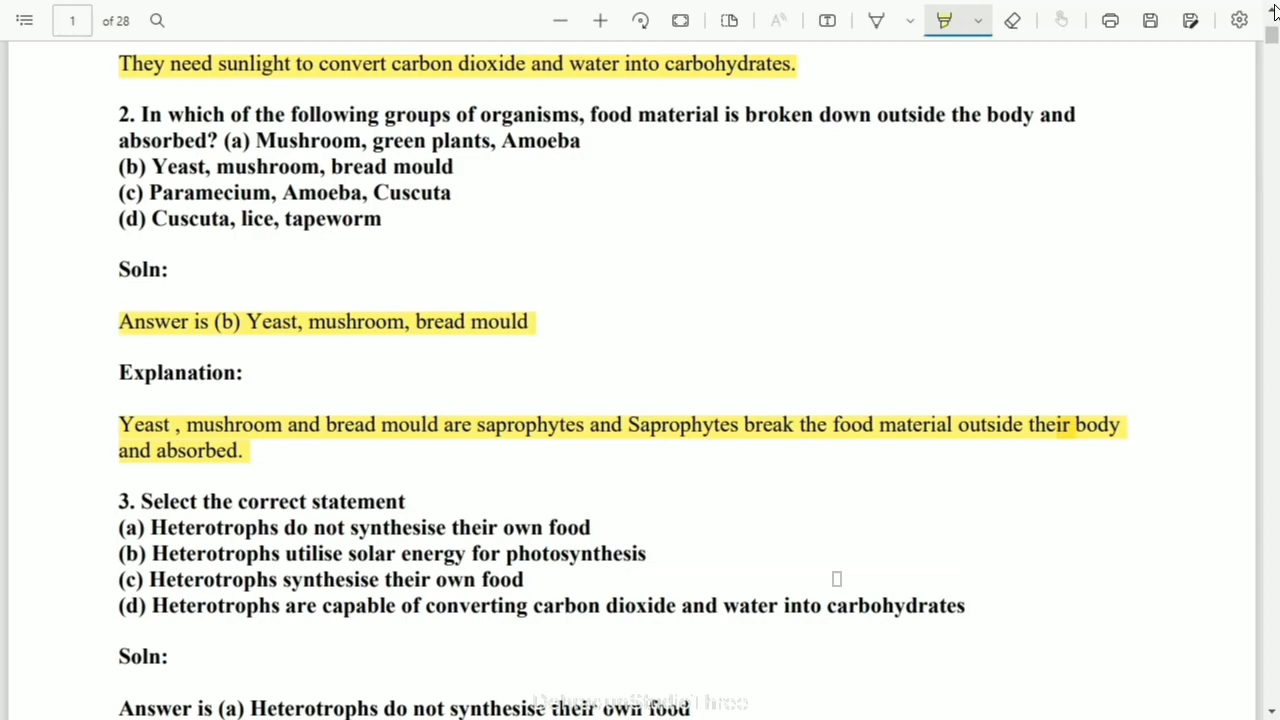 1 of 28
They need sunlight to convert carbon dioxide and water into carbohydrates.
2. In which of the following groups of organisms, food material is broken down outside the body and
absorbed? (a) Mushroom, green plants, Amoeba
(b) Yeast, mushroom, bread mould
(c) Paramecium, Amoeba, Cuscuta
(d) Cuscuta, lice, tapeworm
Soln:
Answer is (b) Yeast, mushroom, bread mould
Explanation:
Yeast , mushroom and bread mould are saprophytes and Saprophytes break the food material outside their body
and absorbed.
3. Select the correct statement
(a) Heterotrophs do not synthesise their own food
(b) Heterotrophs utilise solar energy for photosynthesis
(c) Heterotrophs synthesise their own food
(d) Heterotrophs are capable of converting carbon dioxide and water into carbohydrates
Soln:
Answer is (a) Heterotrophs do not synthesise their own food